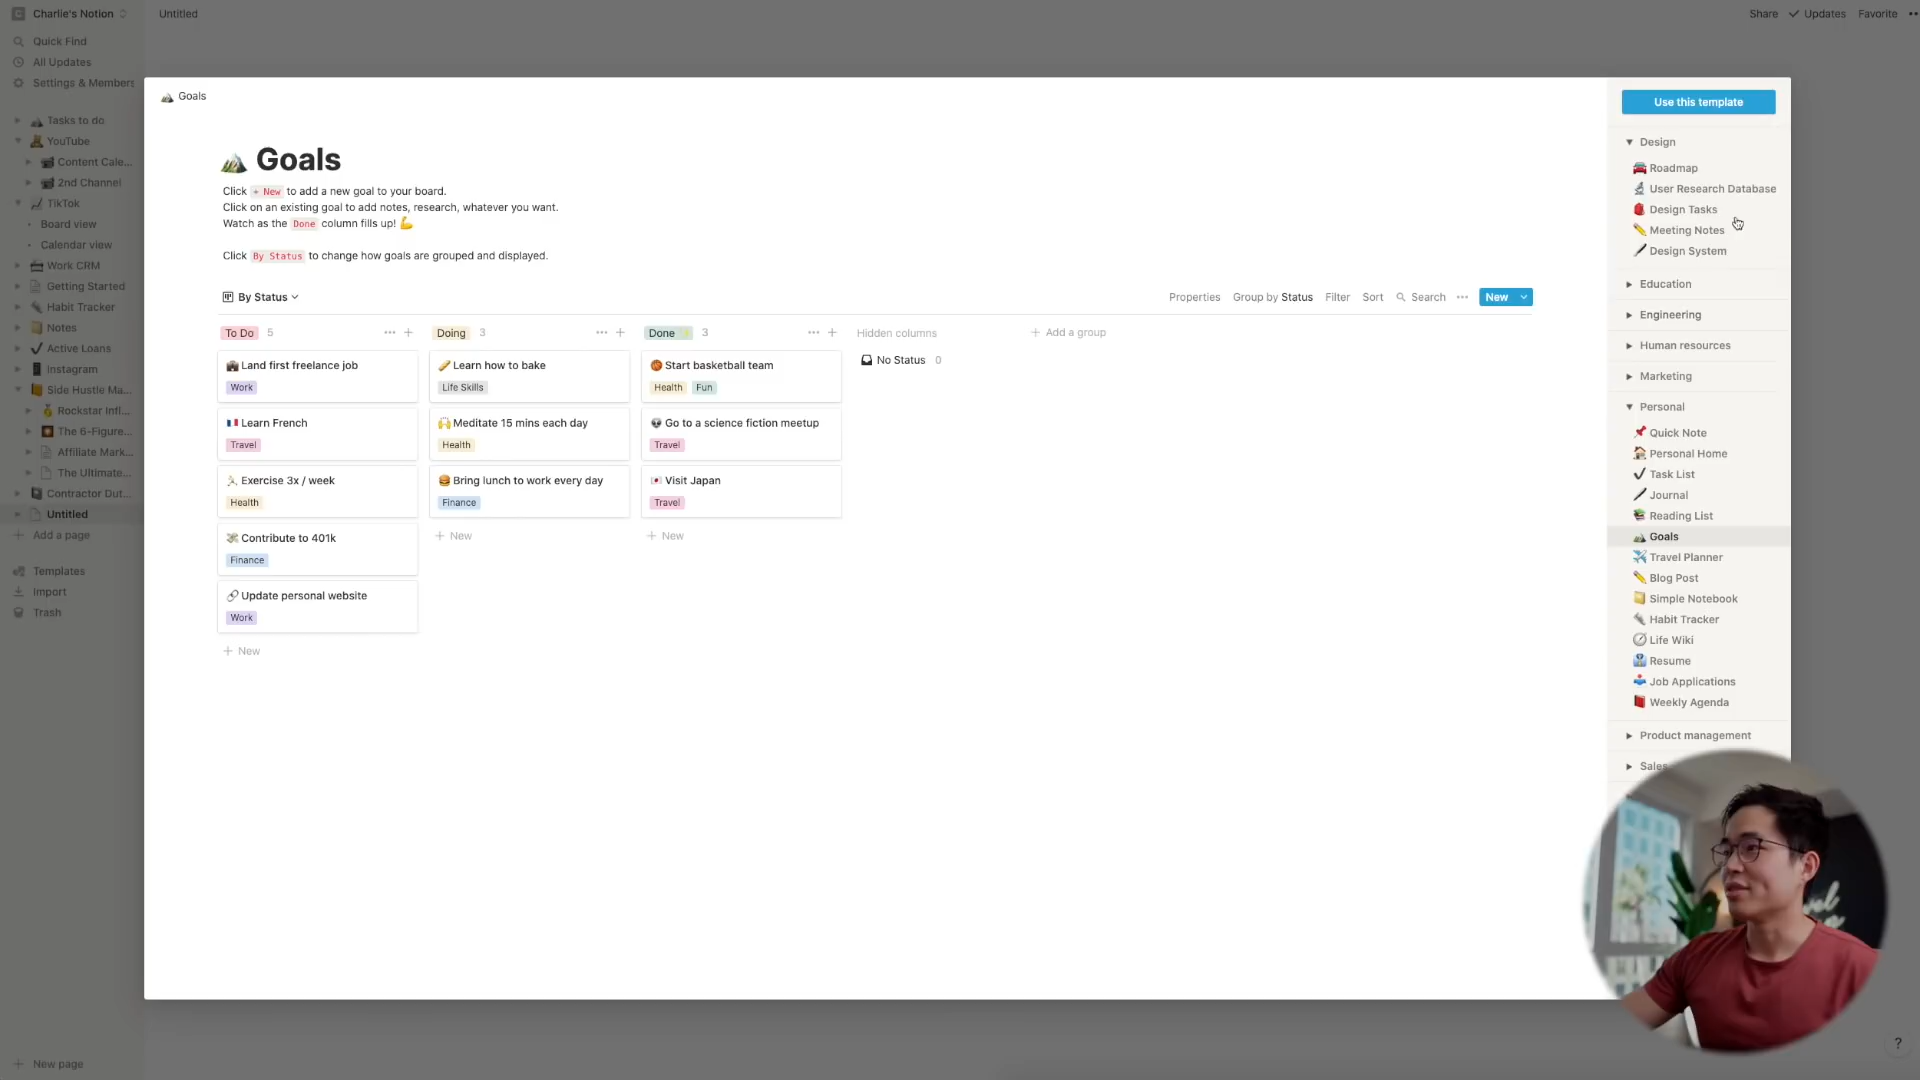 Charlie's Notion
Untitled
Share
Updates
Favorite
Quick Find
All Updates
Settings & Members
Tasks to do
YouTube
Content Cale...
2nd Channel
TikTok
Board view
Calendar view
Work CRM
Getting Started
Habit Tracker
Notes
Active Loans
Instagram
Side Hustle Ma...
Rockstar Infl...
The 6-Figure...
Affiliate Mark...
The Ultimate...
Contractor Dut...
Untitled
Add a page
Templates
Import
Trash
New page
Goals
Goals
Click + New to add a new goal to your board.
Click on an existing goal to add notes, research, whatever you want.
Watch as the Done column fills up!
Click By Status to change how goals are grouped and displayed.
By Status
Properties
Group by Status
Filter
Sort
Search
New
To Do 5
Land first freelance job
Work
Learn French
Travel
Exercise 3x / week
Health
Contribute to 401k
Finance
Update personal website
Work
+ New
Doing 3
Learn how to bake
Life Skills
Meditate 15 mins each day
Health
Bring lunch to work every day
Finance
+ New
Done 3
Start basketball team
Health Fun
Go to a science fiction meetup
Travel
Visit Japan
Travel
+ New
Hidden columns
No Status 0
+ Add a group
Use this template
Design
Roadmap
User Research Database
Design Tasks
Meeting Notes
Design System
Education
Engineering
Human resources
Marketing
Personal
Quick Note
Personal Home
Task List
Journal
Reading List
Goals
Travel Planner
Blog Post
Simple Notebook
Habit Tracker
Life Wiki
Resume
Job Applications
Weekly Agenda
Product management
Sales
?